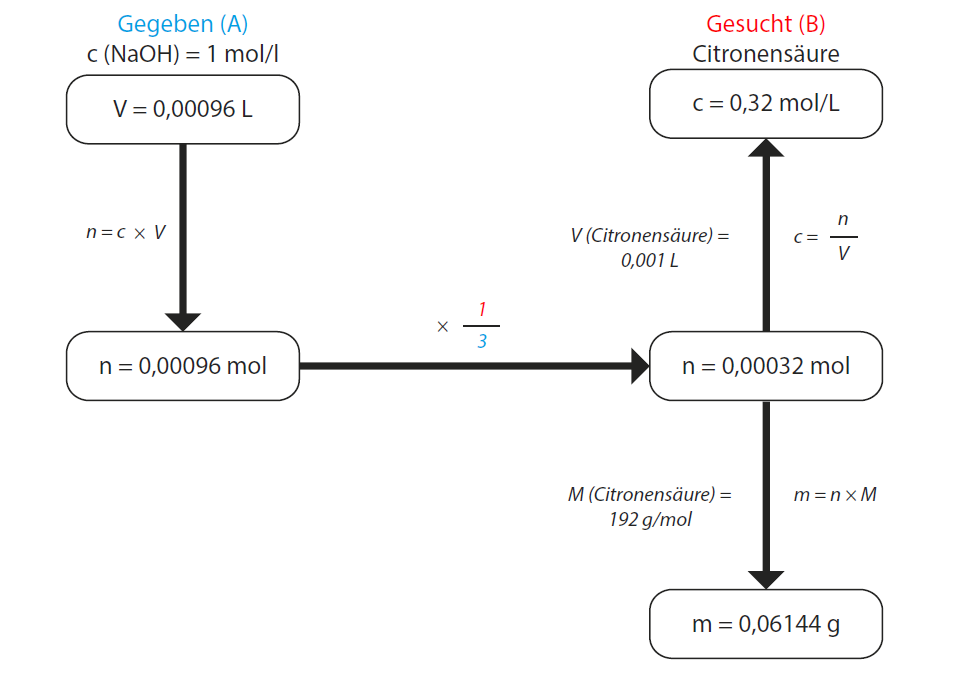 Gegeben (A)
c (NaOH) = 1 mol/l
V = 0,00096 L
n = c × V
n = 0,00096 mol
× 1
3
Gesucht (B)
Citronensäure
c = 0,32 mol/L
V (Citronensäure) =
0,001 L
c = n
V
n = 0,00032 mol
M (Citronensäure) =
192 g/mol
m = n × M
m = 0,06144 g